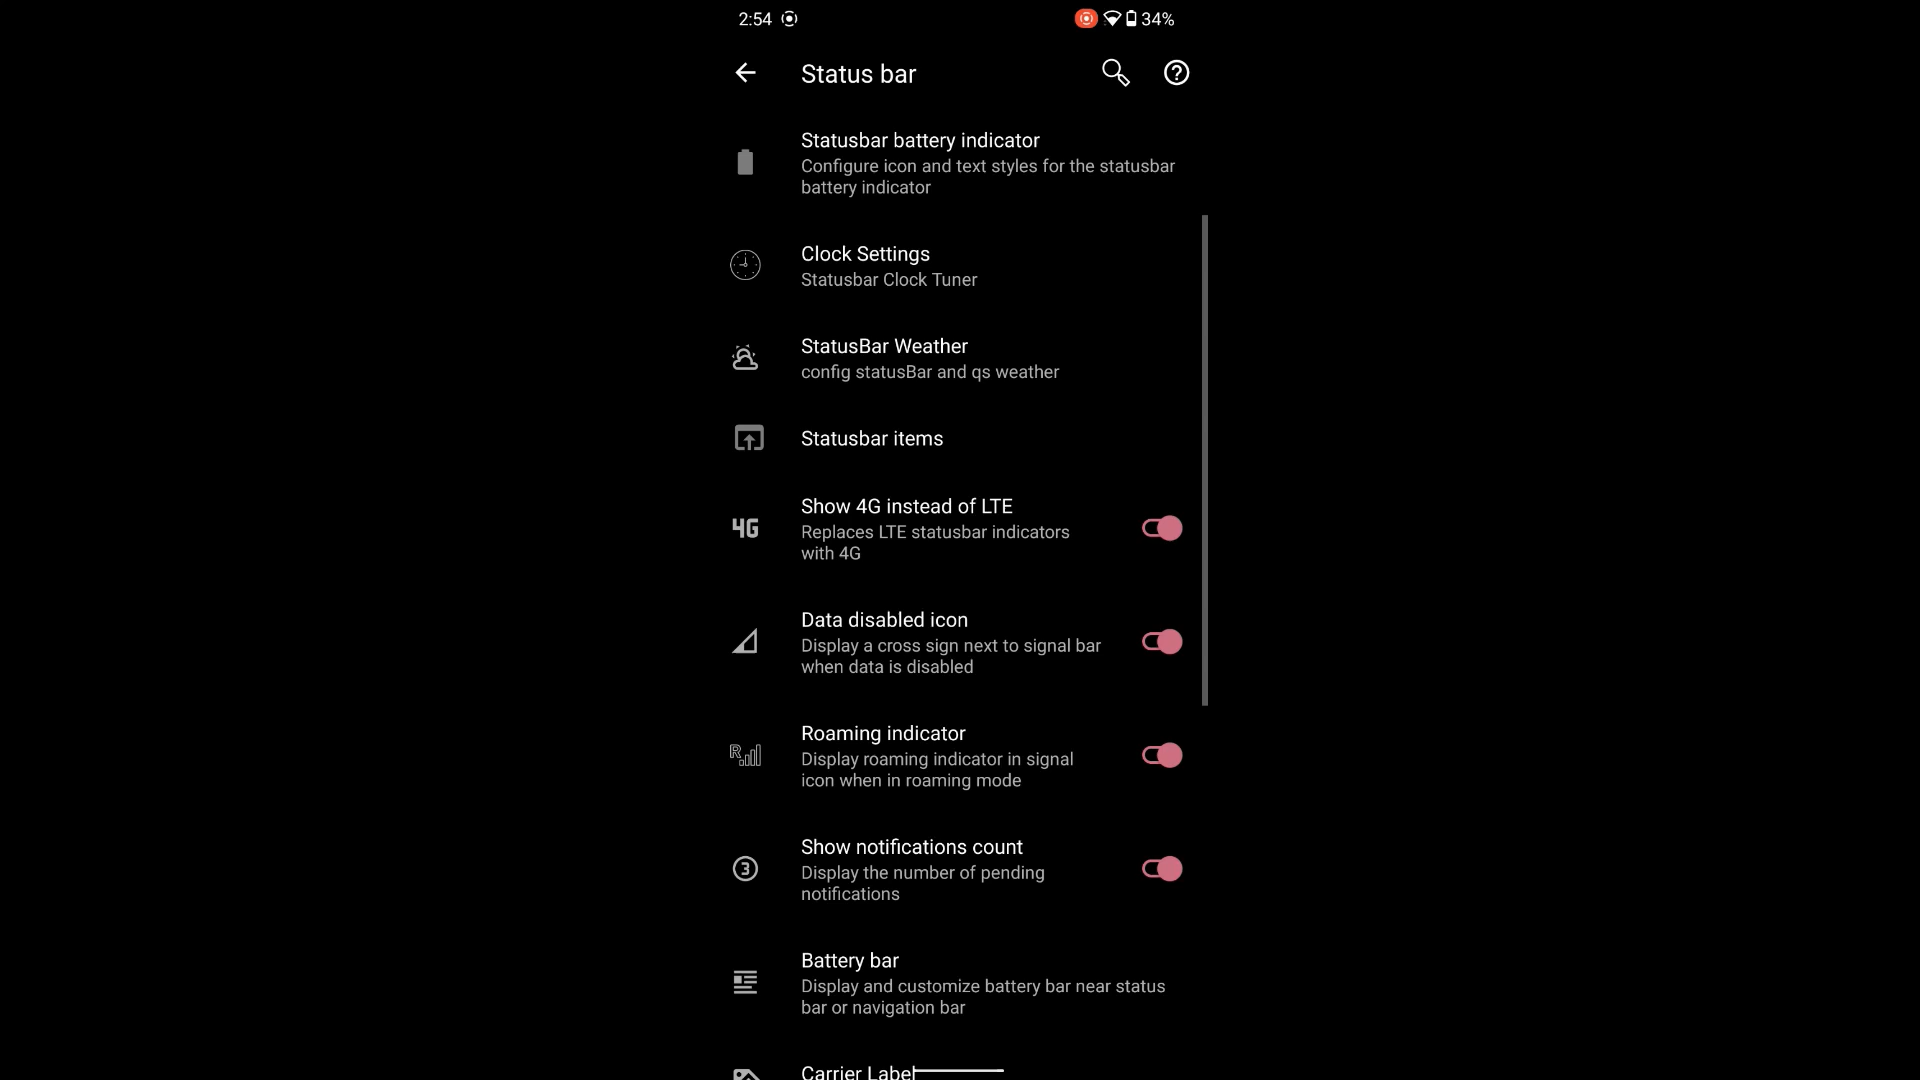 2:54
34%
Status bar
Statusbar battery indicator
Configure icon and text styles for the statusbar
battery indicator
Clock Settings
Statusbar Clock Tuner
StatusBar Weather
config statusBar and qs weather
Statusbar items
4G
Show 4G instead of LTE
Replaces LTE statusbar indicators
with 4G
Data disabled icon
Display a cross sign next to signal bar
when data is disabled
R
Roaming indicator
Display roaming indicator in signal
icon when in roaming mode
3
Show notifications count
Display the number of pending
notifications
Battery bar
Display and customize battery bar near status
bar or navigation bar
Carrier Label